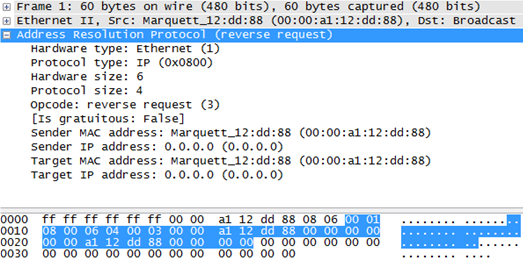 Frame 1: 60 bytes on wire (480 bits), 60 bytes captured (480 bits)
Ethernet II, Src: Marquett_12:dd:88 (00:00:a1:12:dd:88), Dst: Broadcast
Address Resolution Protocol (reverse request)
Hardware type: Ethernet (1)
Protocol type: IP (0x0800)
Hardware size: 6
Protocol size: 4
Opcode: reverse request (3)
[Is gratuitous: False]
Sender MAC address: Marquett_12:dd:88 (00:00:a1:12:dd:88)
Sender IP address: 0.0.0.0 (0.0.0.0)
Target MAC address: Marquett_12:dd:88 (00:00:a1:12:dd:88)
Target IP address: 0.0.0.0 (0.0.0.0)
0000 ff ff ff ff ff ff 00 00 a1 12 dd 88 08 06 00 01 ........ ........
0010 08 00 06 04 00 03 00 00 a1 12 dd 88 00 00 00 00 ........ ........
0020 00 00 a1 12 dd 88 00 00 00 00 00 00 00 00 00 00 ........ ........
0030 00 00 00 00 00 00 00 00 00 00 00 00 ........ ....